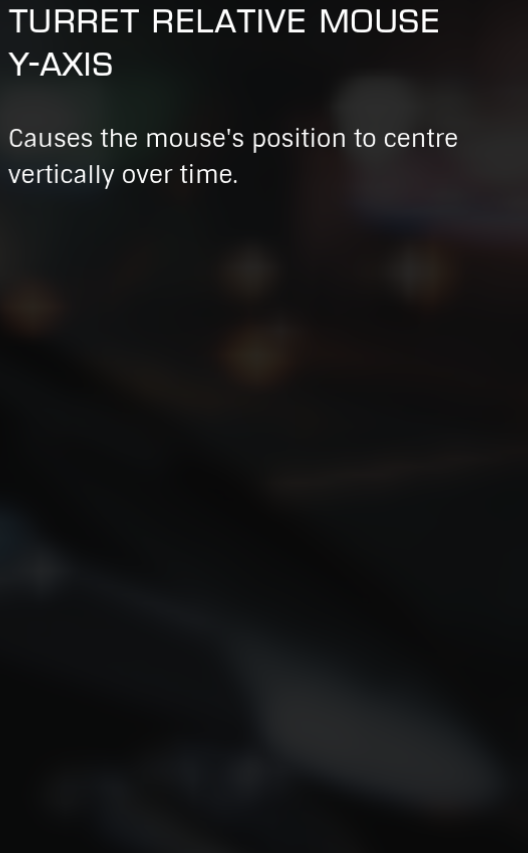 TURRET RELATIVE MOUSE
Y-AXIS
Causes the mouse's position to centre
vertically over time.